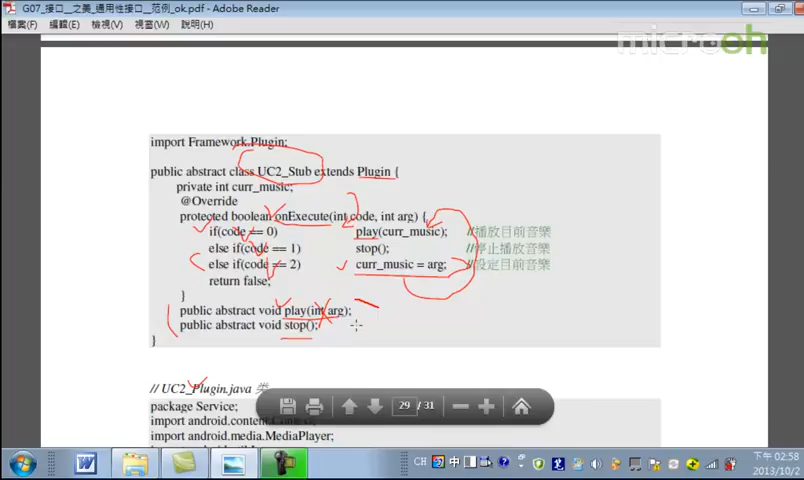 G07_接口__之美_通用性接口__范例_ok.pdf - Adobe Reader
檔案(F) 編輯(E) 檢視(V) 視窗(W) 說明(H)
microoh
import Framework.Plugin;
public abstract class UC2_Stub extends Plugin {
private int curr_music;
@Override
protected boolean onExecute(int code, int arg) {
if(code == 0) play(curr_music); //播放目前音樂
else if(code == 1) stop(); //停止播放音樂
else if(code == 2) curr_music = arg; //設定目前音樂
return false;
}
public abstract void play(int arg);
public abstract void stop();
}
// UC2_Plugin.java 类
package Service;
import android.content.Context;
import android.media.MediaPlayer;
29 / 31
CH 中
下午 02:58
2013/10/2